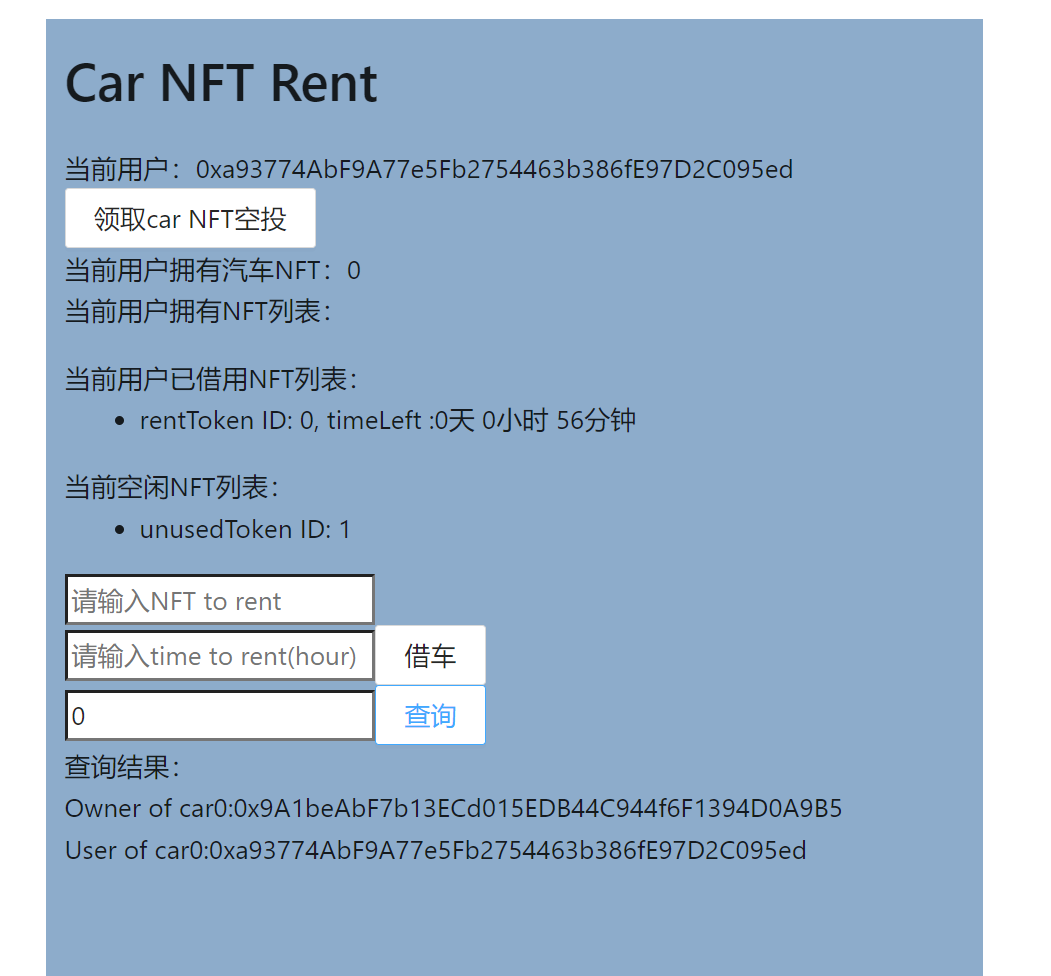 Car NFT Rent
当前用户：0xa93774AbF9A77e5Fb2754463b386fE97D2C095ed
领取car NFT空投
当前用户拥有汽车NFT：0
当前用户拥有NFT列表：
当前用户已借用NFT列表：
• rentToken ID: 0, timeLeft :0天 0小时 56分钟
当前空闲NFT列表：
• unusedToken ID: 1
请输入NFT to rent
请输入time to rent(hour) 借车
0 查询
查询结果：
Owner of car0:0x9A1beAbF7b13ECd015EDB44C944f6F1394D0A9B5
User of car0:0xa93774AbF9A77e5Fb2754463b386fE97D2C095ed